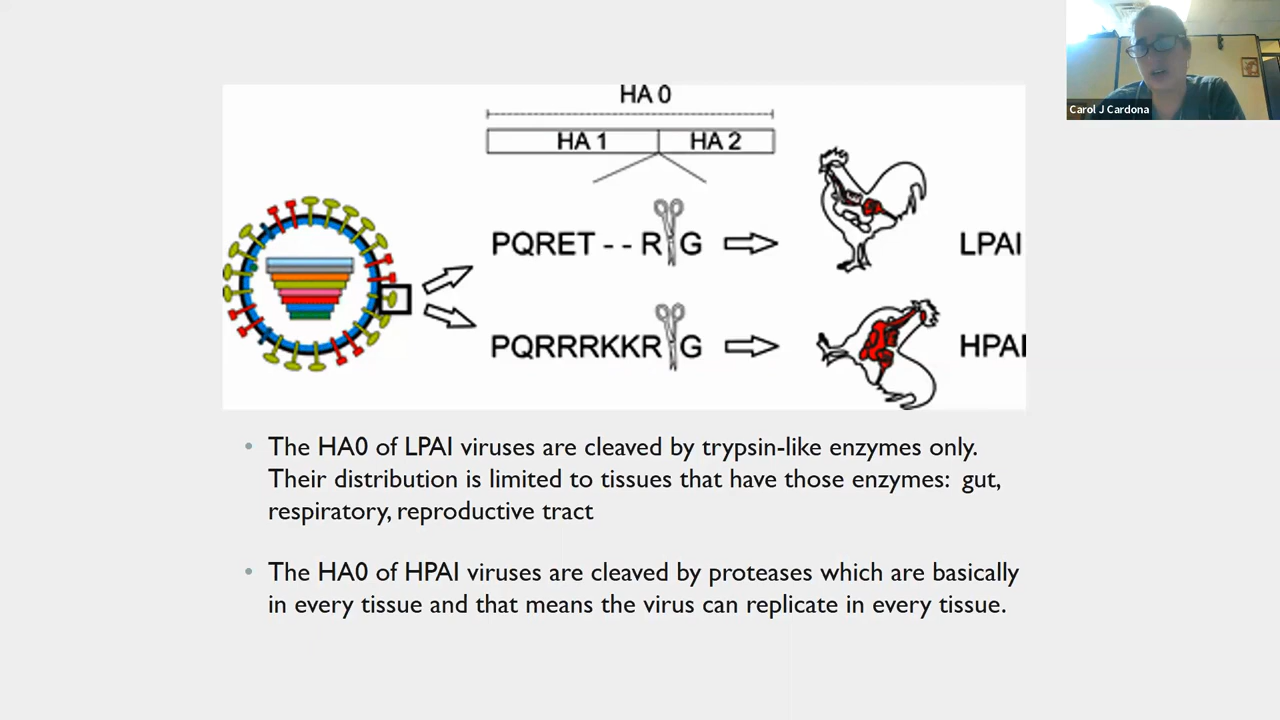 Carol J Cardona
HA 0
HA 1
HA 2
PQRET - - R G
LPAI
PQRRRKKR G
HPAI
• The HA0 of LPAI viruses are cleaved by trypsin-like enzymes only.
Their distribution is limited to tissues that have those enzymes: gut,
respiratory, reproductive tract
• The HA0 of HPAI viruses are cleaved by proteases which are basically
in every tissue and that means the virus can replicate in every tissue.